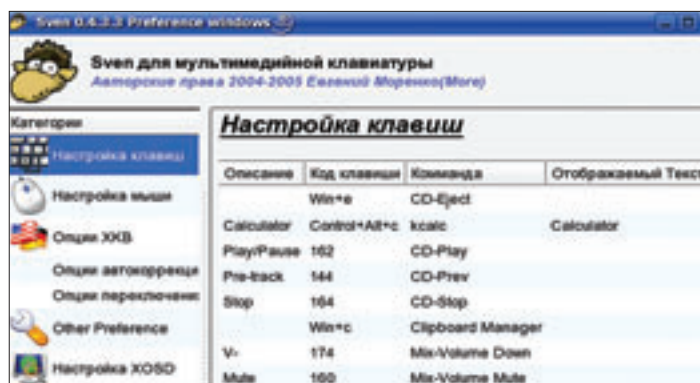 Sven 0.4.3.3 Preference windows
Sven для мультимедийной клавиатуры
Авторские права 2004-2005 Евгений Моренко(More)
Категории
Настройка клавиш
Настройка мыши
Опции XKB
Опции автокоррекци
Опции переключение
Other Preference
Настройка XOSD
Настройка клавиш
Описание Код клавиши Комманда Отображаемый Текст
Win+e CD-Eject
Calculator Control+Alt+c kcalc Calculator
Play/Pause 162 CD-Play
Pre-track 144 CD-Prev
Stop 164 CD-Stop
Win+c Clipboard Manager
V- 174 Mix-Volume Down
Mute 160 Mix-Volume Mute